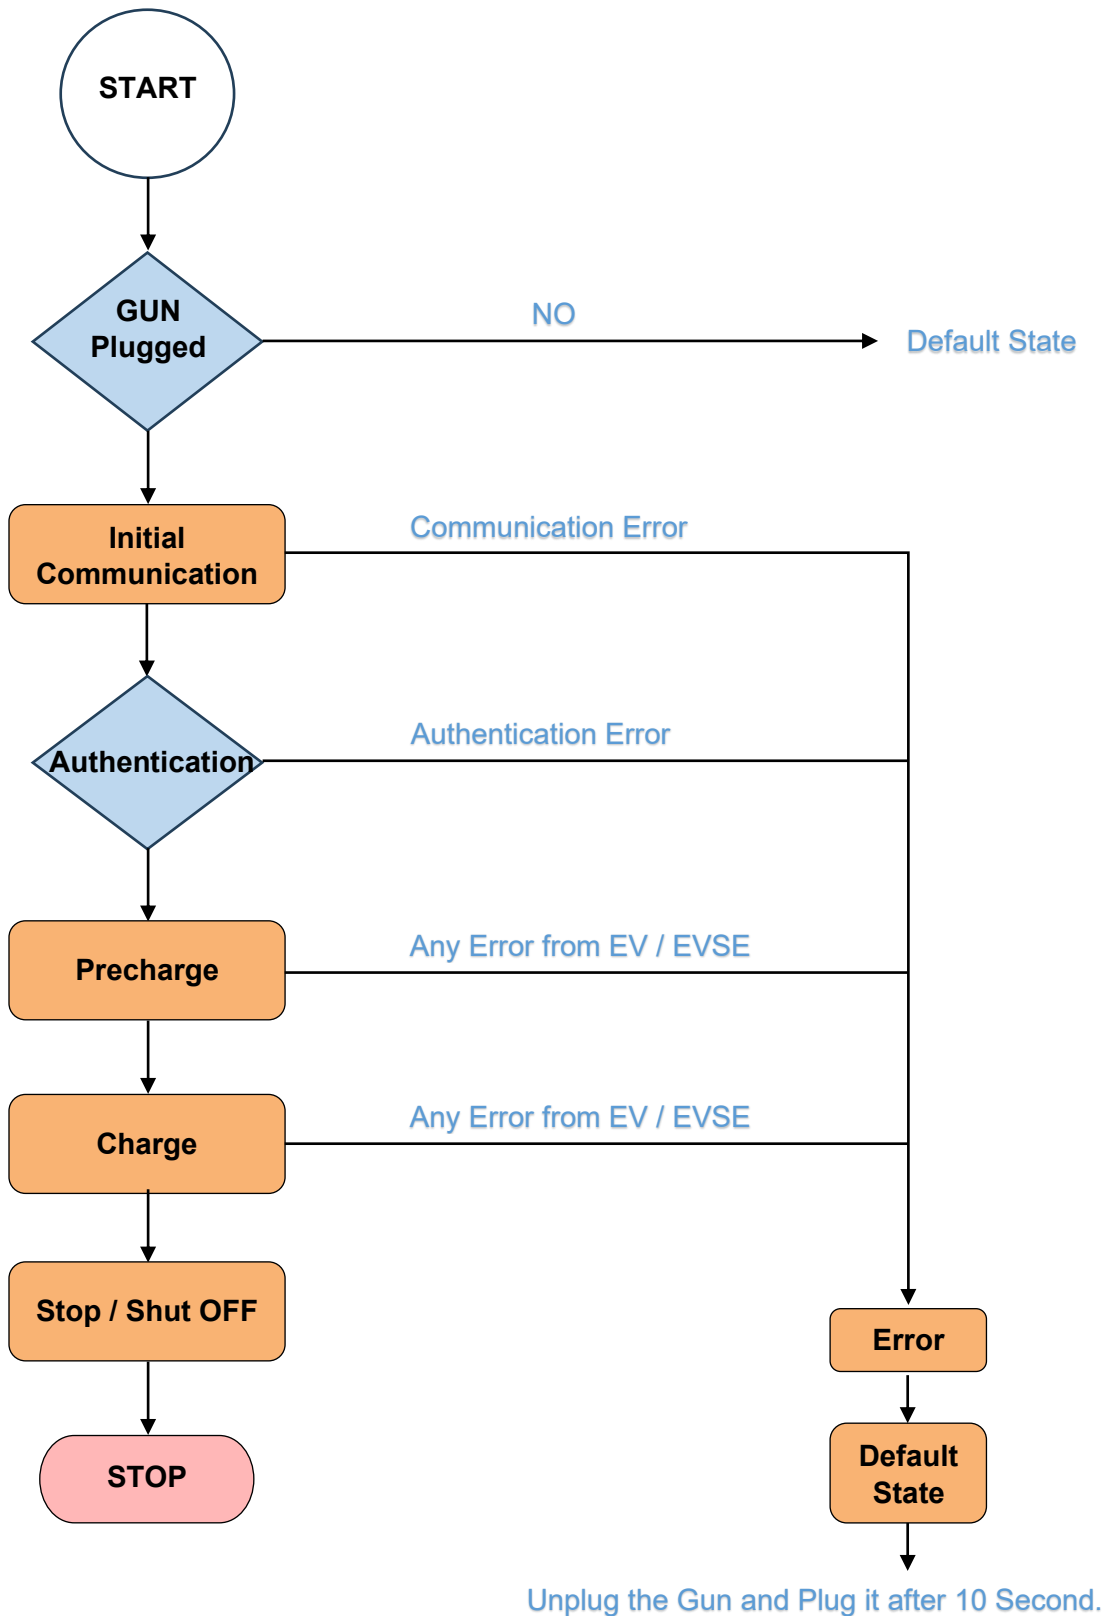 START
GUN
Plugged
NO
Default State
Initial
Communication
Communication Error
Authentication
Authentication Error
Precharge
Any Error from EV / EVSE
Charge
Any Error from EV / EVSE
Stop / Shut OFF
Error
STOP
Default
State
Unplug the Gun and Plug it after 10 Second.